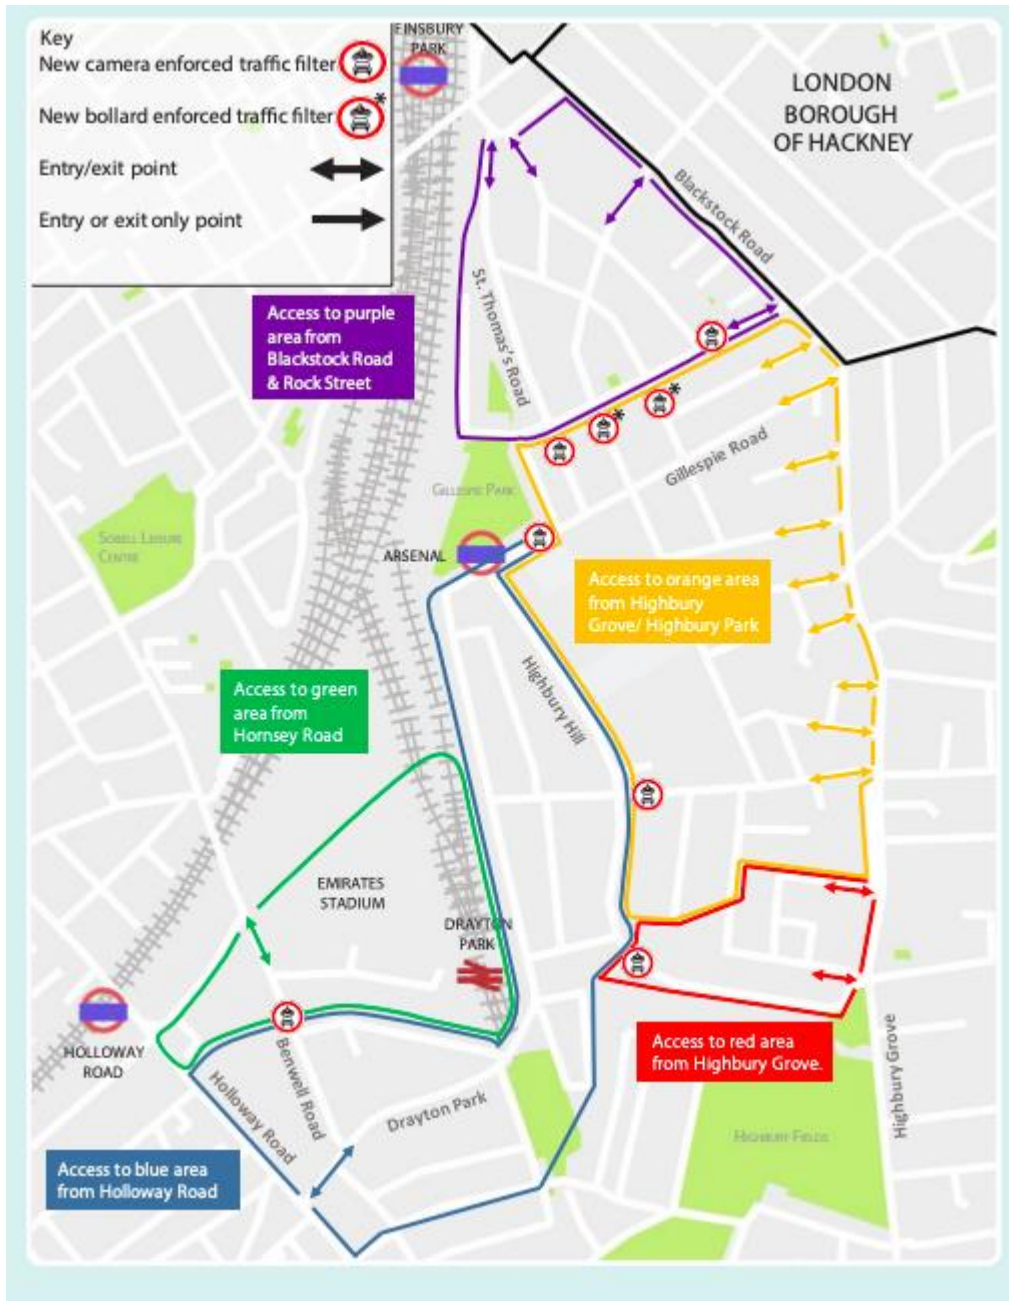 Key
New camera enforced traffic filter
New bollard enforced traffic filter
*
Entry/exit point
Entry or exit only point
FINSBURY
PARK
LONDON
BOROUGH
OF HACKNEY
Blackstock Road
Access to purple
area from
Blackstock Road
& Rock Street
St. Thomas's Road
*
*
Gillespie Road
GILLESPIE PARK
SOBELL LEISURE
CENTRE
ARSENAL
Access to orange area
from Highbury
Grove/ Highbury Park
Highbury Hill
Access to green
area from
Hornsey Road
EMIRATES
STADIUM
DRAYTON
PARK
HOLLOWAY
ROAD
Access to red area
from Highbury Grove.
Benwell Road
Holloway Road
Drayton Park
Highbury Grove
HIGHBURY FIELDS
Access to blue area
from Holloway Road